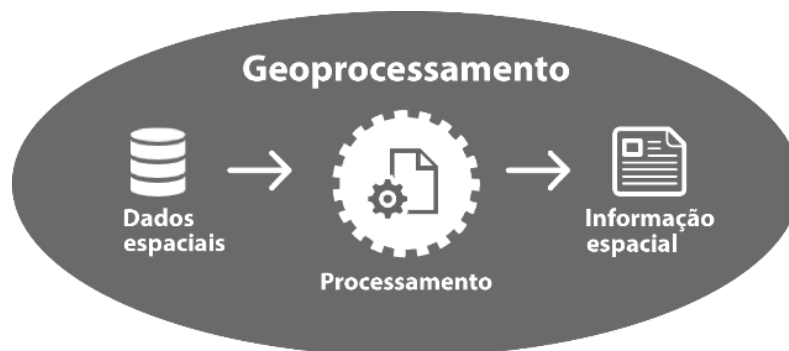 Geoprocessamento
Dados
espaciais
Processamento
Informação
espacial